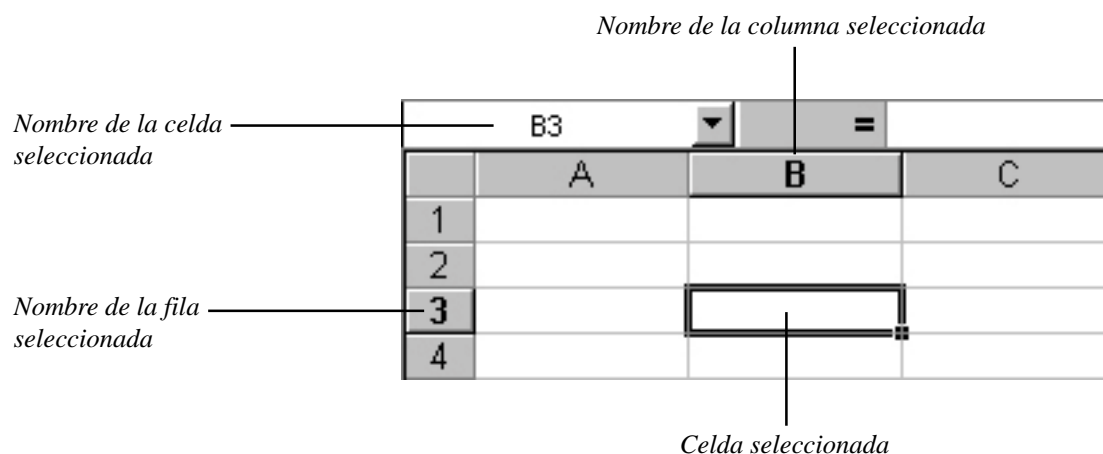 Nombre de la columna seleccionada
Nombre de la celda
seleccionada
B3 =
A B C
1
2
Nombre de la fila
seleccionada
3
4
Celda seleccionada